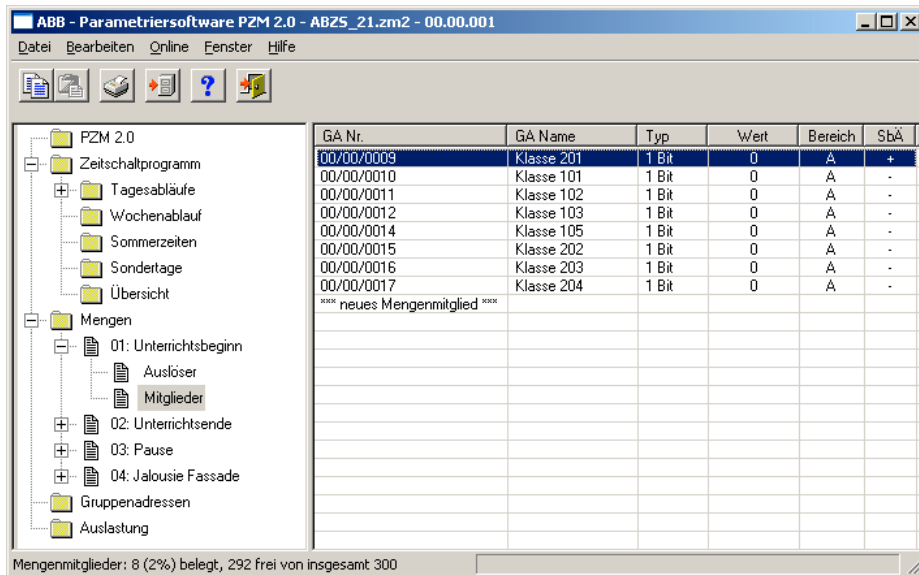 ABB - Parametriersoftware PZM 2.0 - ABZS_21.zm2 - 00.00.001
Datei Bearbeiten Online Fenster Hilfe
PZM 2.0
Zeitschaltprogramm
Tagesabläufe
Wochenablauf
Sommerzeiten
Sondertage
Übersicht
Mengen
01: Unterrichtsbeginn
Auslöser
Mitglieder
02: Unterrichtsende
03: Pause
04: Jalousie Fassade
Gruppenadressen
Auslastung
GA Nr. GA Name Typ Wert Bereich SbÄ
00/00/0009 Klasse 201 1 Bit 0 A +
00/00/0010 Klasse 101 1 Bit 0 A -
00/00/0011 Klasse 102 1 Bit 0 A -
00/00/0012 Klasse 103 1 Bit 0 A -
00/00/0014 Klasse 105 1 Bit 0 A -
00/00/0015 Klasse 202 1 Bit 0 A -
00/00/0016 Klasse 203 1 Bit 0 A -
00/00/0017 Klasse 204 1 Bit 0 A -
*** neues Mengenmitglied ***
Mengenmitglieder: 8 (2%) belegt, 292 frei von insgesamt 300